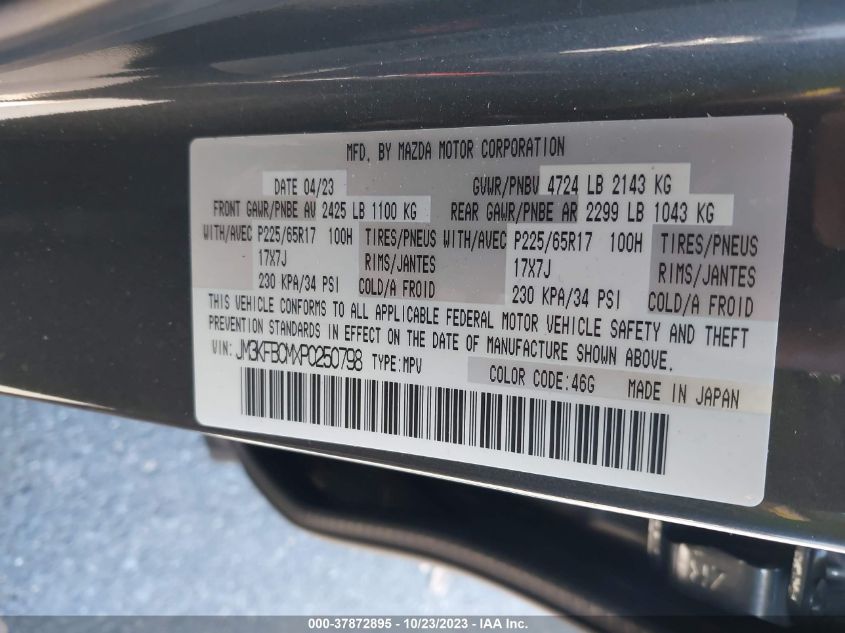 MFD. BY MAZDA MOTOR CORPORATION
DATE 04/23 GVWR/PNBV 4724 LB 2143 KG
FRONT GAWR/PNBE AV 2425 LB 1100 KG REAR GAWR/PNBE AR 2299 LB 1043 KG
WITH/AVEC P225/65R17 100H TIRES/PNEUS WITH/AVEC P225/65R17 100H TIRES/PNEUS
17X7J RIMS/JANTES 17X7J RIMS/JANTES
230 KPA/34 PSI COLD/A FROID 230 KPA/34 PSI COLD/A FROID
THIS VEHICLE CONFORMS TO ALL APPLICABLE FEDERAL MOTOR VEHICLE SAFETY AND THEFT
PREVENTION STANDARDS IN EFFECT ON THE DATE OF MANUFACTURE SHOWN ABOVE.
VIN: JM3KFBCMXP0250798 TYPE:MPV COLOR CODE:46G MADE IN JAPAN
000-37872895 - 10/23/2023 - IAA Inc.